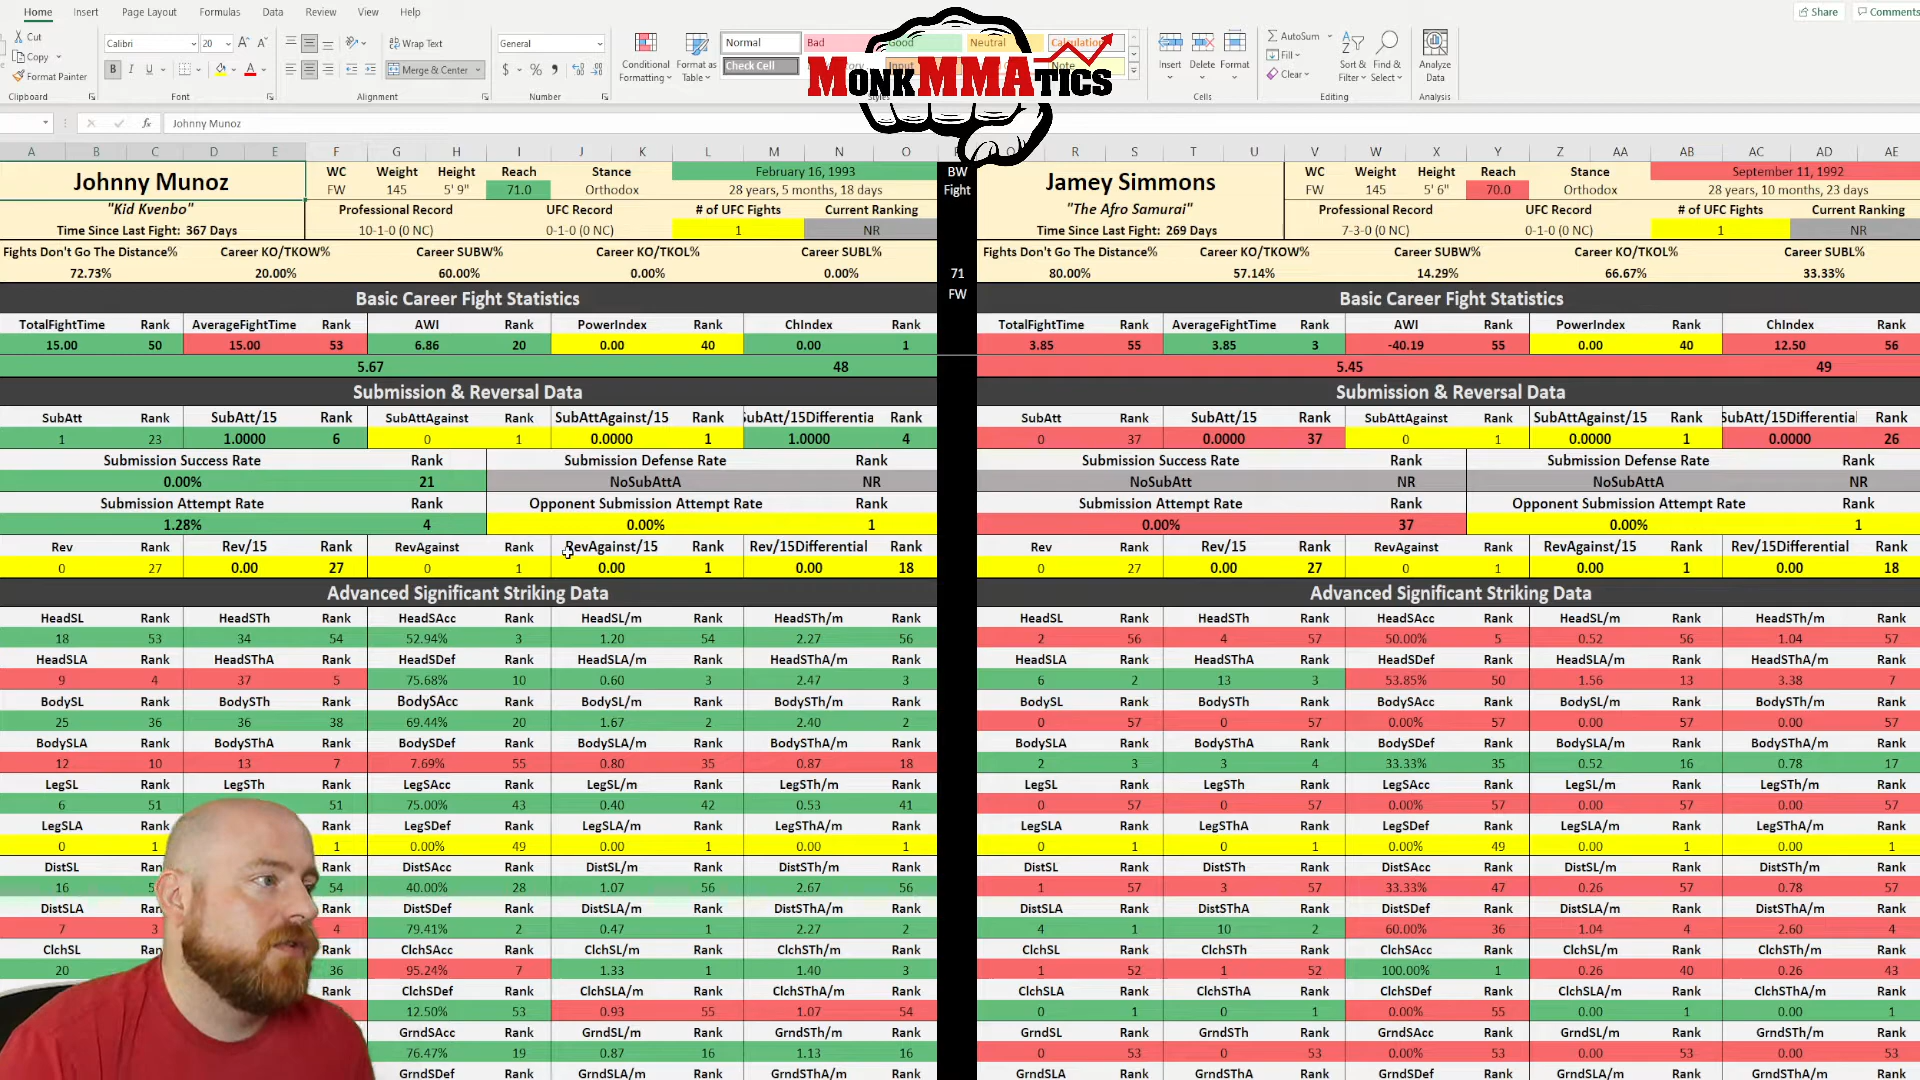 Home Insert Page Layout Formulas Data Review View Help Share Comments
Cut Calibri 20 Wrap Text General Normal Bad Good Neutral Calculation AutoSum
Copy Fill
Format Painter Merge & Center Conditional Formatting Format as Table Check Cell Input Note Insert Delete Format Clear Sort & Filter Find & Select Analyze Data
Clipboard Font Alignment Number Styles Cells Editing Analysis
MONKMMATICS
Johnny Munoz
A B C D E F G H I J K L M N O R S T U V W X Y Z AA AB AC AD AE
Johnny Munoz WC Weight Height Reach Stance February 16, 1993
FW 145 5' 9" 71.0 Orthodox 28 years, 5 months, 18 days
"Kid Kvenbo" Professional Record UFC Record # of UFC Fights Current Ranking
Time Since Last Fight: 367 Days 10-1-0 (0 NC) 0-1-0 (0 NC) 1 NR
Fights Don't Go The Distance% Career KO/TKOW% Career SUBW% Career KO/TKOL% Career SUBL%
72.73% 20.00% 60.00% 0.00% 0.00%
Basic Career Fight Statistics
TotalFightTime Rank AverageFightTime Rank AWI Rank PowerIndex Rank ChIndex Rank
15.00 50 15.00 53 6.86 20 0.00 40 0.00 1
5.67 48
Submission & Reversal Data
SubAtt Rank SubAtt/15 Rank SubAttAgainst Rank SubAttAgainst/15 Rank SubAtt/15Differentia Rank
1 23 1.0000 6 0 1 0.0000 1 1.0000 4
Submission Success Rate Rank Submission Defense Rate Rank
0.00% 21 NoSubAttA NR
Submission Attempt Rate Rank Opponent Submission Attempt Rate Rank
1.28% 4 0.00% 1
Rev Rank Rev/15 Rank RevAgainst Rank RevAgainst/15 Rank Rev/15Differential Rank
0 27 0.00 27 0 1 0.00 1 0.00 18
Advanced Significant Striking Data
HeadSL Rank HeadSTh Rank HeadSAcc Rank HeadSL/m Rank HeadSTh/m Rank
18 53 34 54 52.94% 3 1.20 54 2.27 56
HeadSLA Rank HeadSThA Rank HeadSDef Rank HeadSLA/m Rank HeadSThA/m Rank
9 4 37 5 75.68% 10 0.60 3 2.47 3
BodySL Rank BodySTh Rank BodySAcc Rank BodySL/m Rank BodySTh/m Rank
25 36 36 38 69.44% 20 1.67 2 2.40 2
BodySLA Rank BodySThA Rank BodySDef Rank BodySLA/m Rank BodySThA/m Rank
12 10 13 7 7.69% 55 0.80 35 0.87 18
LegSL Rank LegSTh Rank LegSAcc Rank LegSL/m Rank LegSTh/m Rank
6 51 51 75.00% 43 0.40 42 0.53 41
LegSLA Rank Rank LegSDef Rank LegSLA/m Rank LegSThA/m Rank
0 1 1 0.00% 49 0.00 1 0.00 1
DistSL Rank DistSAcc Rank DistSL/m Rank DistSTh/m Rank
16 54 40.00% 28 1.07 56 2.67 56
DistSLA Rank DistSDef Rank DistSLA/m Rank DistSThA/m Rank
7 3 4 79.41% 2 0.47 1 2.27 2
ClchSL Rank ClchSAcc Rank ClchSL/m Rank ClchSTh/m Rank
20 36 95.24% 7 1.33 1 1.40 3
Rank ClchSDef Rank ClchSLA/m Rank ClchSThA/m Rank
12.50% 53 0.93 55 1.07 54
GrndSAcc Rank GrndSL/m Rank GrndSTh/m Rank
76.47% 19 0.87 16 1.13 16
GrndSDef Rank GrndSLA/m Rank GrndSThA/m Rank
BW
Fight
71
FW
Jamey Simmons WC Weight Height Reach Stance September 11, 1992
FW 145 5' 6" 70.0 Orthodox 28 years, 10 months, 23 days
"The Afro Samurai" Professional Record UFC Record # of UFC Fights Current Ranking
Time Since Last Fight: 269 Days 7-3-0 (0 NC) 0-1-0 (0 NC) 1 NR
Fights Don't Go The Distance% Career KO/TKOW% Career SUBW% Career KO/TKOL% Career SUBL%
80.00% 57.14% 14.29% 66.67% 33.33%
Basic Career Fight Statistics
TotalFightTime Rank AverageFightTime Rank AWI Rank PowerIndex Rank ChIndex Rank
3.85 55 3.85 3 -40.19 55 0.00 40 12.50 56
5.45 49
Submission & Reversal Data
SubAtt Rank SubAtt/15 Rank SubAttAgainst Rank SubAttAgainst/15 Rank SubAtt/15Differential Rank
0 37 0.0000 37 0 1 0.0000 1 0.0000 26
Submission Success Rate Rank Submission Defense Rate Rank
NoSubAtt NR NoSubAttA NR
Submission Attempt Rate Rank Opponent Submission Attempt Rate Rank
0.00% 37 0.00% 1
Rev Rank Rev/15 Rank RevAgainst Rank RevAgainst/15 Rank Rev/15Differential Rank
0 27 0.00 27 0 1 0.00 1 0.00 18
Advanced Significant Striking Data
HeadSL Rank HeadSTh Rank HeadSAcc Rank HeadSL/m Rank HeadSTh/m Rank
2 56 4 57 50.00% 5 0.52 56 1.04 57
HeadSLA Rank HeadSThA Rank HeadSDef Rank HeadSLA/m Rank HeadSThA/m Rank
6 2 13 3 53.85% 50 1.56 13 3.38 7
BodySL Rank BodySTh Rank BodySAcc Rank BodySL/m Rank BodySTh/m Rank
0 57 0 57 0.00% 57 0.00 57 0.00 57
BodySLA Rank BodySThA Rank BodySDef Rank BodySLA/m Rank BodySThA/m Rank
2 3 3 4 33.33% 35 0.52 16 0.78 17
LegSL Rank LegSTh Rank LegSAcc Rank LegSL/m Rank LegSTh/m Rank
0 57 0 57 0.00% 57 0.00 57 0.00 57
LegSLA Rank LegSThA Rank LegSDef Rank LegSLA/m Rank LegSThA/m Rank
0 1 0 1 0.00% 49 0.00 1 0.00 1
DistSL Rank DistSTh Rank DistSAcc Rank DistSL/m Rank DistSTh/m Rank
1 57 3 57 33.33% 47 0.26 57 0.78 57
DistSLA Rank DistSThA Rank DistSDef Rank DistSLA/m Rank DistSThA/m Rank
4 1 10 2 60.00% 36 1.04 4 2.60 4
ClchSL Rank ClchSTh Rank ClchSAcc Rank ClchSL/m Rank ClchSTh/m Rank
1 52 1 52 100.00% 1 0.26 40 0.26 43
ClchSLA Rank ClchSThA Rank ClchSDef Rank ClchSLA/m Rank ClchSThA/m Rank
0 1 0 1 0.00% 55 0.00 1 0.00 1
GrndSL Rank GrndSTh Rank GrndSAcc Rank GrndSL/m Rank GrndSTh/m Rank
0 53 0 53 0.00% 53 0.00 53 0.00 53
GrndSLA Rank GrndSThA Rank GrndSDef Rank GrndSLA/m Rank GrndSThA/m Rank